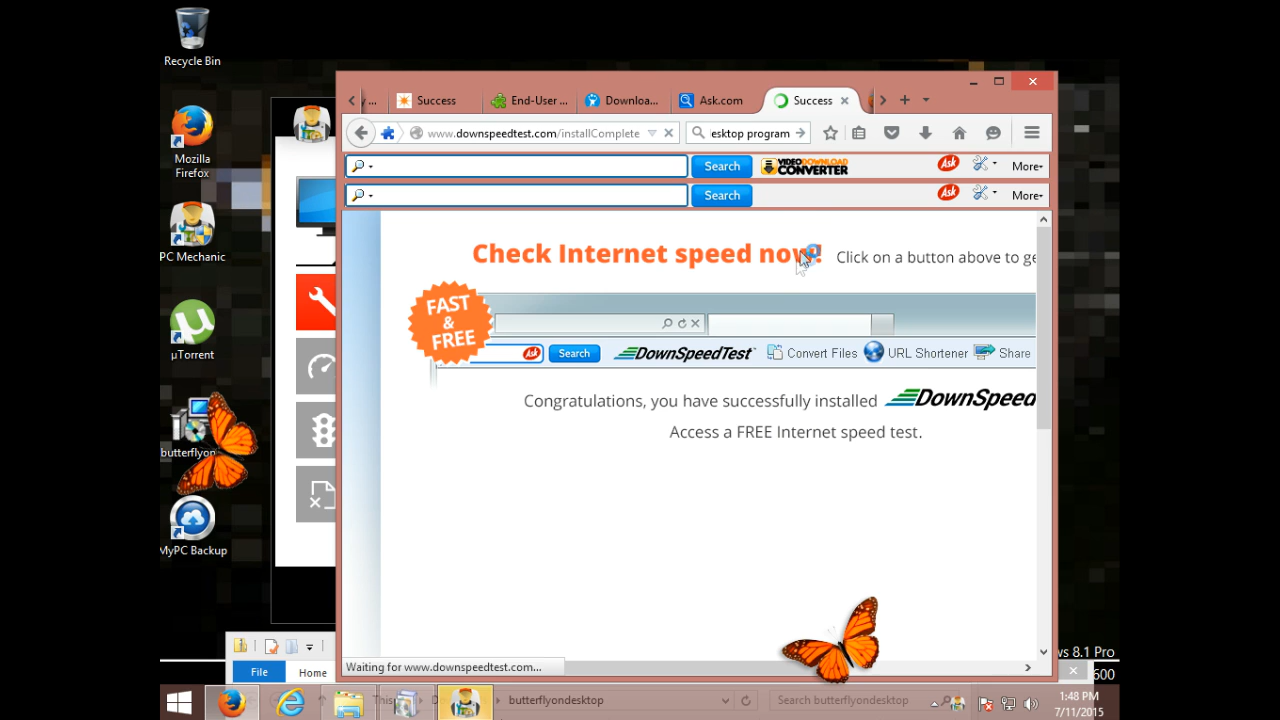 Recycle Bin
Mozilla
Firefox
PC Mechanic
µTorrent
butterflyon
MyPC Backup
...
Success
End-User ...
Downloa...
Ask.com
Success
www.downspeedtest.com/installComplete
esktop program
Search
VIDEO DOWNLOAD
CONVERTER
Ask
More
Search
Ask
More
Check Internet speed now!
Click on a button above to ge
FAST
&
FREE
Ask
Search
DownSpeedTest
Convert Files
URL Shortener
Share
Congratulations, you have successfully installed DownSpeed
Access a FREE Internet speed test.
Waiting for www.downspeedtest.com...
File
Home
ws 8.1 Pro
600
This
butterflyondesktop
Search butterflyondesktop
1:48 PM
7/11/2015